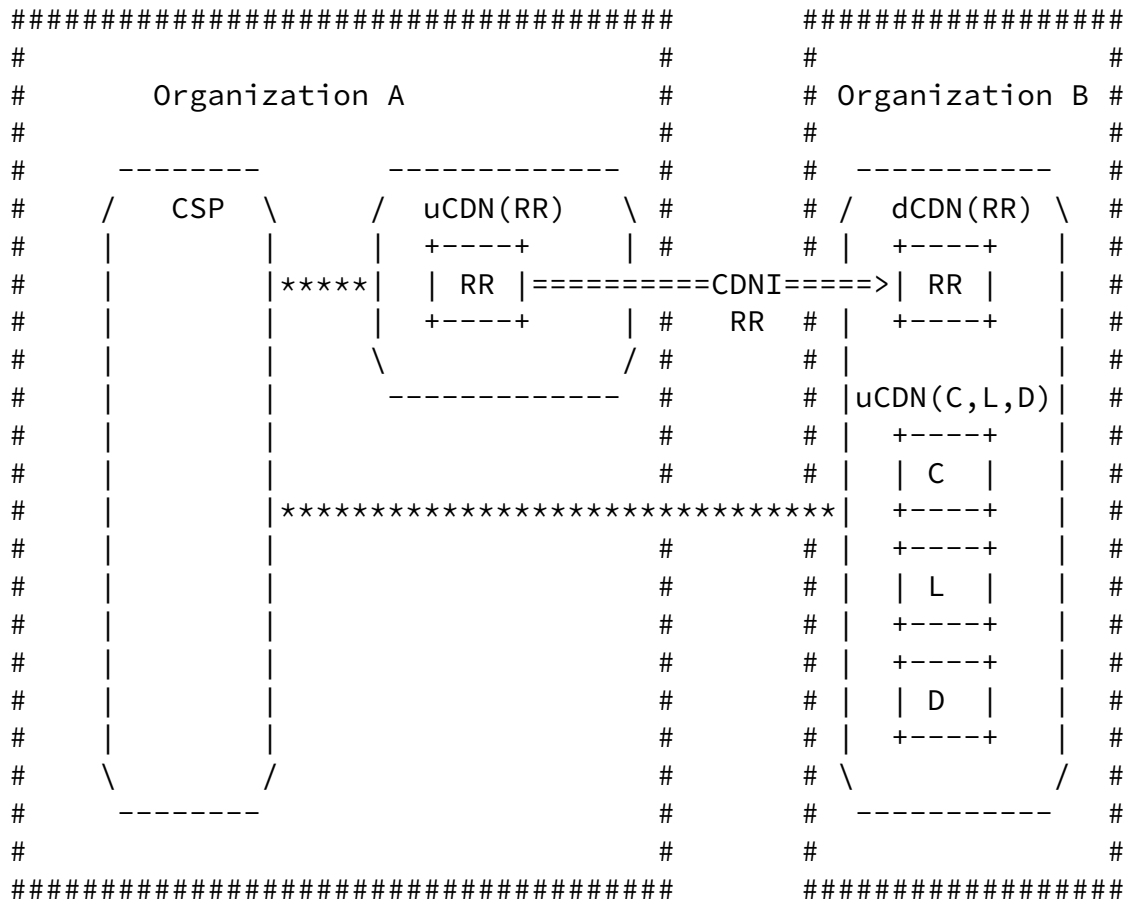 Organization A Organization B
CSP uCDN(RR) dCDN(RR)
RR CDNI RR
RR
uCDN(C,L,D)
C
L
D